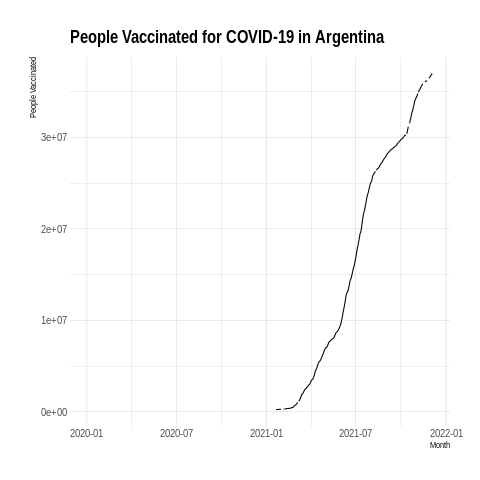 People Vaccinated for COVID-19 in Argentina
People Vaccinated
3e+07
2e+07
1e+07
0e+00
2020-01 2020-07 2021-01 2021-07 2022-01
Month